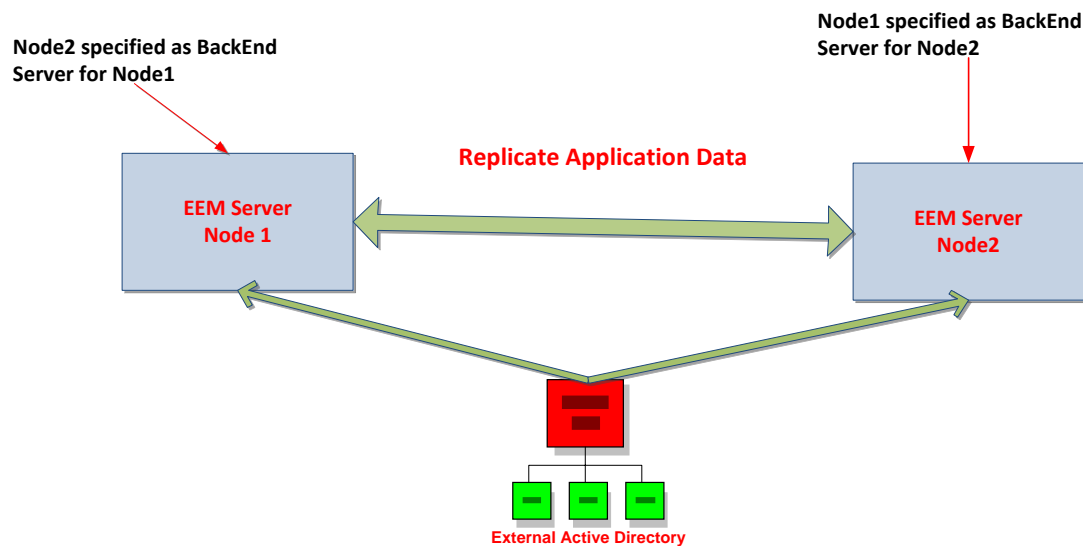 Node2 specified as BackEnd
Server for Node1
Node1 specified as BackEnd
Server for Node2
Replicate Application Data
EEM Server
Node 1
EEM Server
Node2
External Active Directory